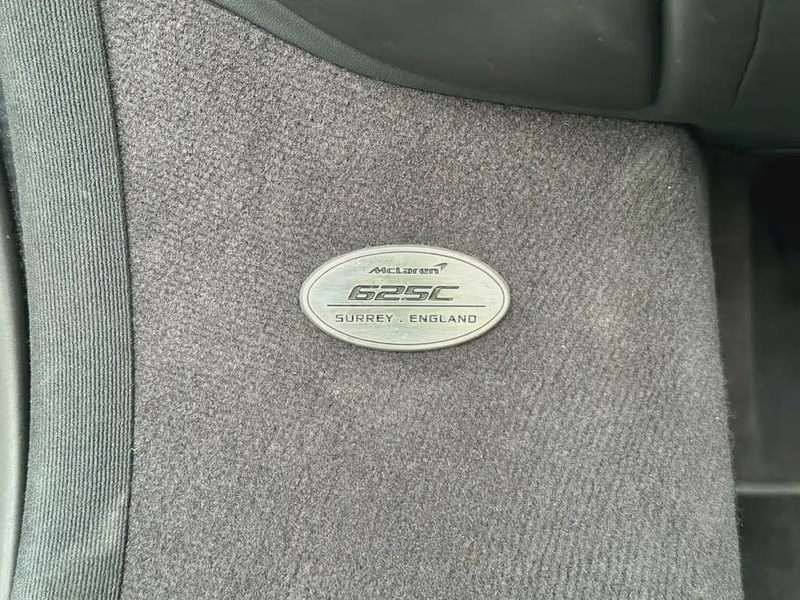 McLaren
625C
SURREY . ENGLAND